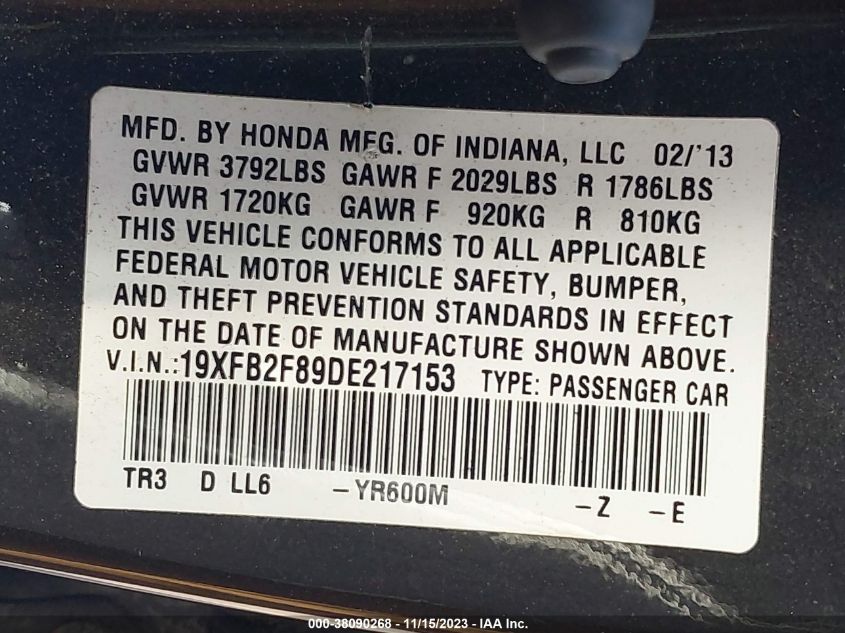 MFD. BY HONDA MFG. OF INDIANA, LLC 02/'13
GVWR 3792LBS GAWR F 2029LBS R 1786LBS
GVWR 1720KG GAWR F 920KG R 810KG
THIS VEHICLE CONFORMS TO ALL APPLICABLE
FEDERAL MOTOR VEHICLE SAFETY, BUMPER,
AND THEFT PREVENTION STANDARDS IN EFFECT
ON THE DATE OF MANUFACTURE SHOWN ABOVE.
V.I.N.:19XFB2F89DE217153 TYPE: PASSENGER CAR
TR3 D LL6 -YR600M -Z -E
000-38090268 - 11/15/2023 - IAA Inc.